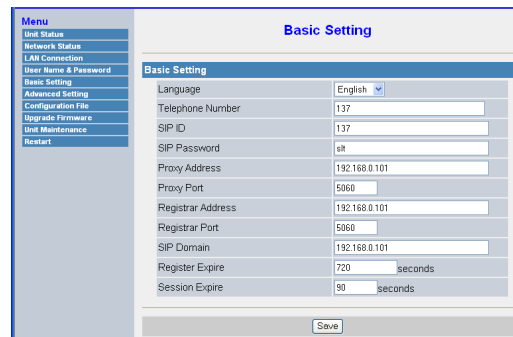 Menu
Unit Status
Network Status
LAN Connection
User Name & Password
Basic Setting
Advanced Setting
Configuration File
Upgrade Firmware
Unit Maintenance
Restart
Basic Setting
Basic Setting
Language English
Telephone Number 137
SIP ID 137
SIP Password slt
Proxy Address 192.168.0.101
Proxy Port 5060
Registrar Address 192.168.0.101
Registrar Port 5060
SIP Domain 192.168.0.101
Register Expire 720 seconds
Session Expire 90 seconds
Save